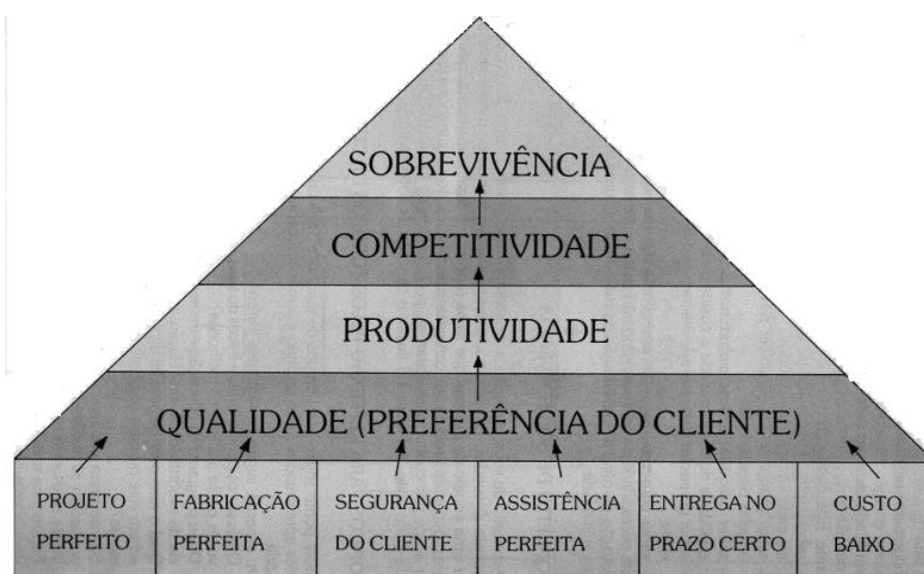 SOBREVIVÊNCIA
COMPETITIVIDADE
PRODUTIVIDADE
QUALIDADE (PREFERÊNCIA DO CLIENTE)
PROJETO
PERFEITO
FABRICAÇÃO
PERFEITA
SEGURANÇA
DO CLIENTE
ASSISTÊNCIA
PERFEITA
ENTREGA NO
PRAZO CERTO
CUSTO
BAIXO